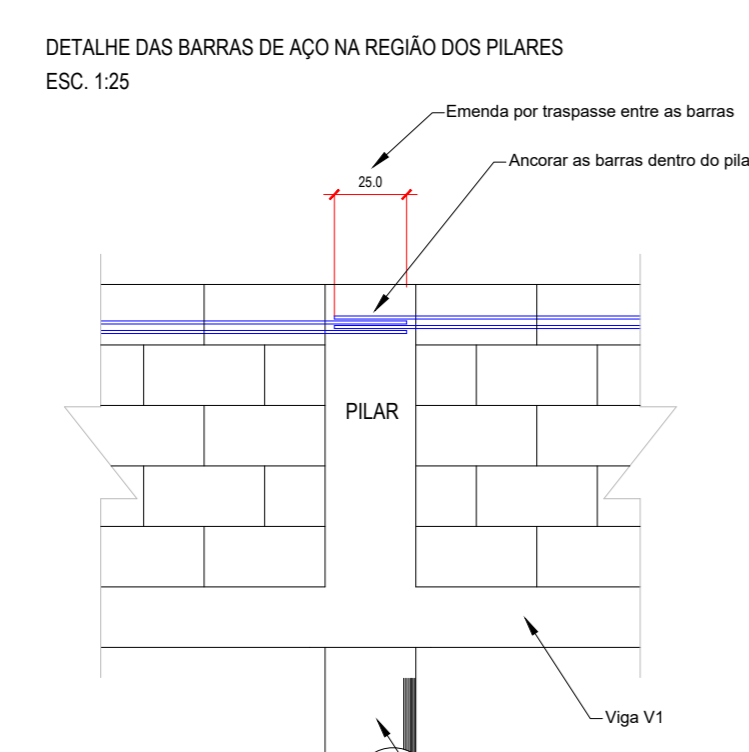 DETALHE DAS BARRAS DE AÇO NA REGIÃO DOS PILARES
ESC. 1:25
Emenda por traspasse entre as barras
Ancorar as barras dentro do pila
25.0
PILAR
Viga V1